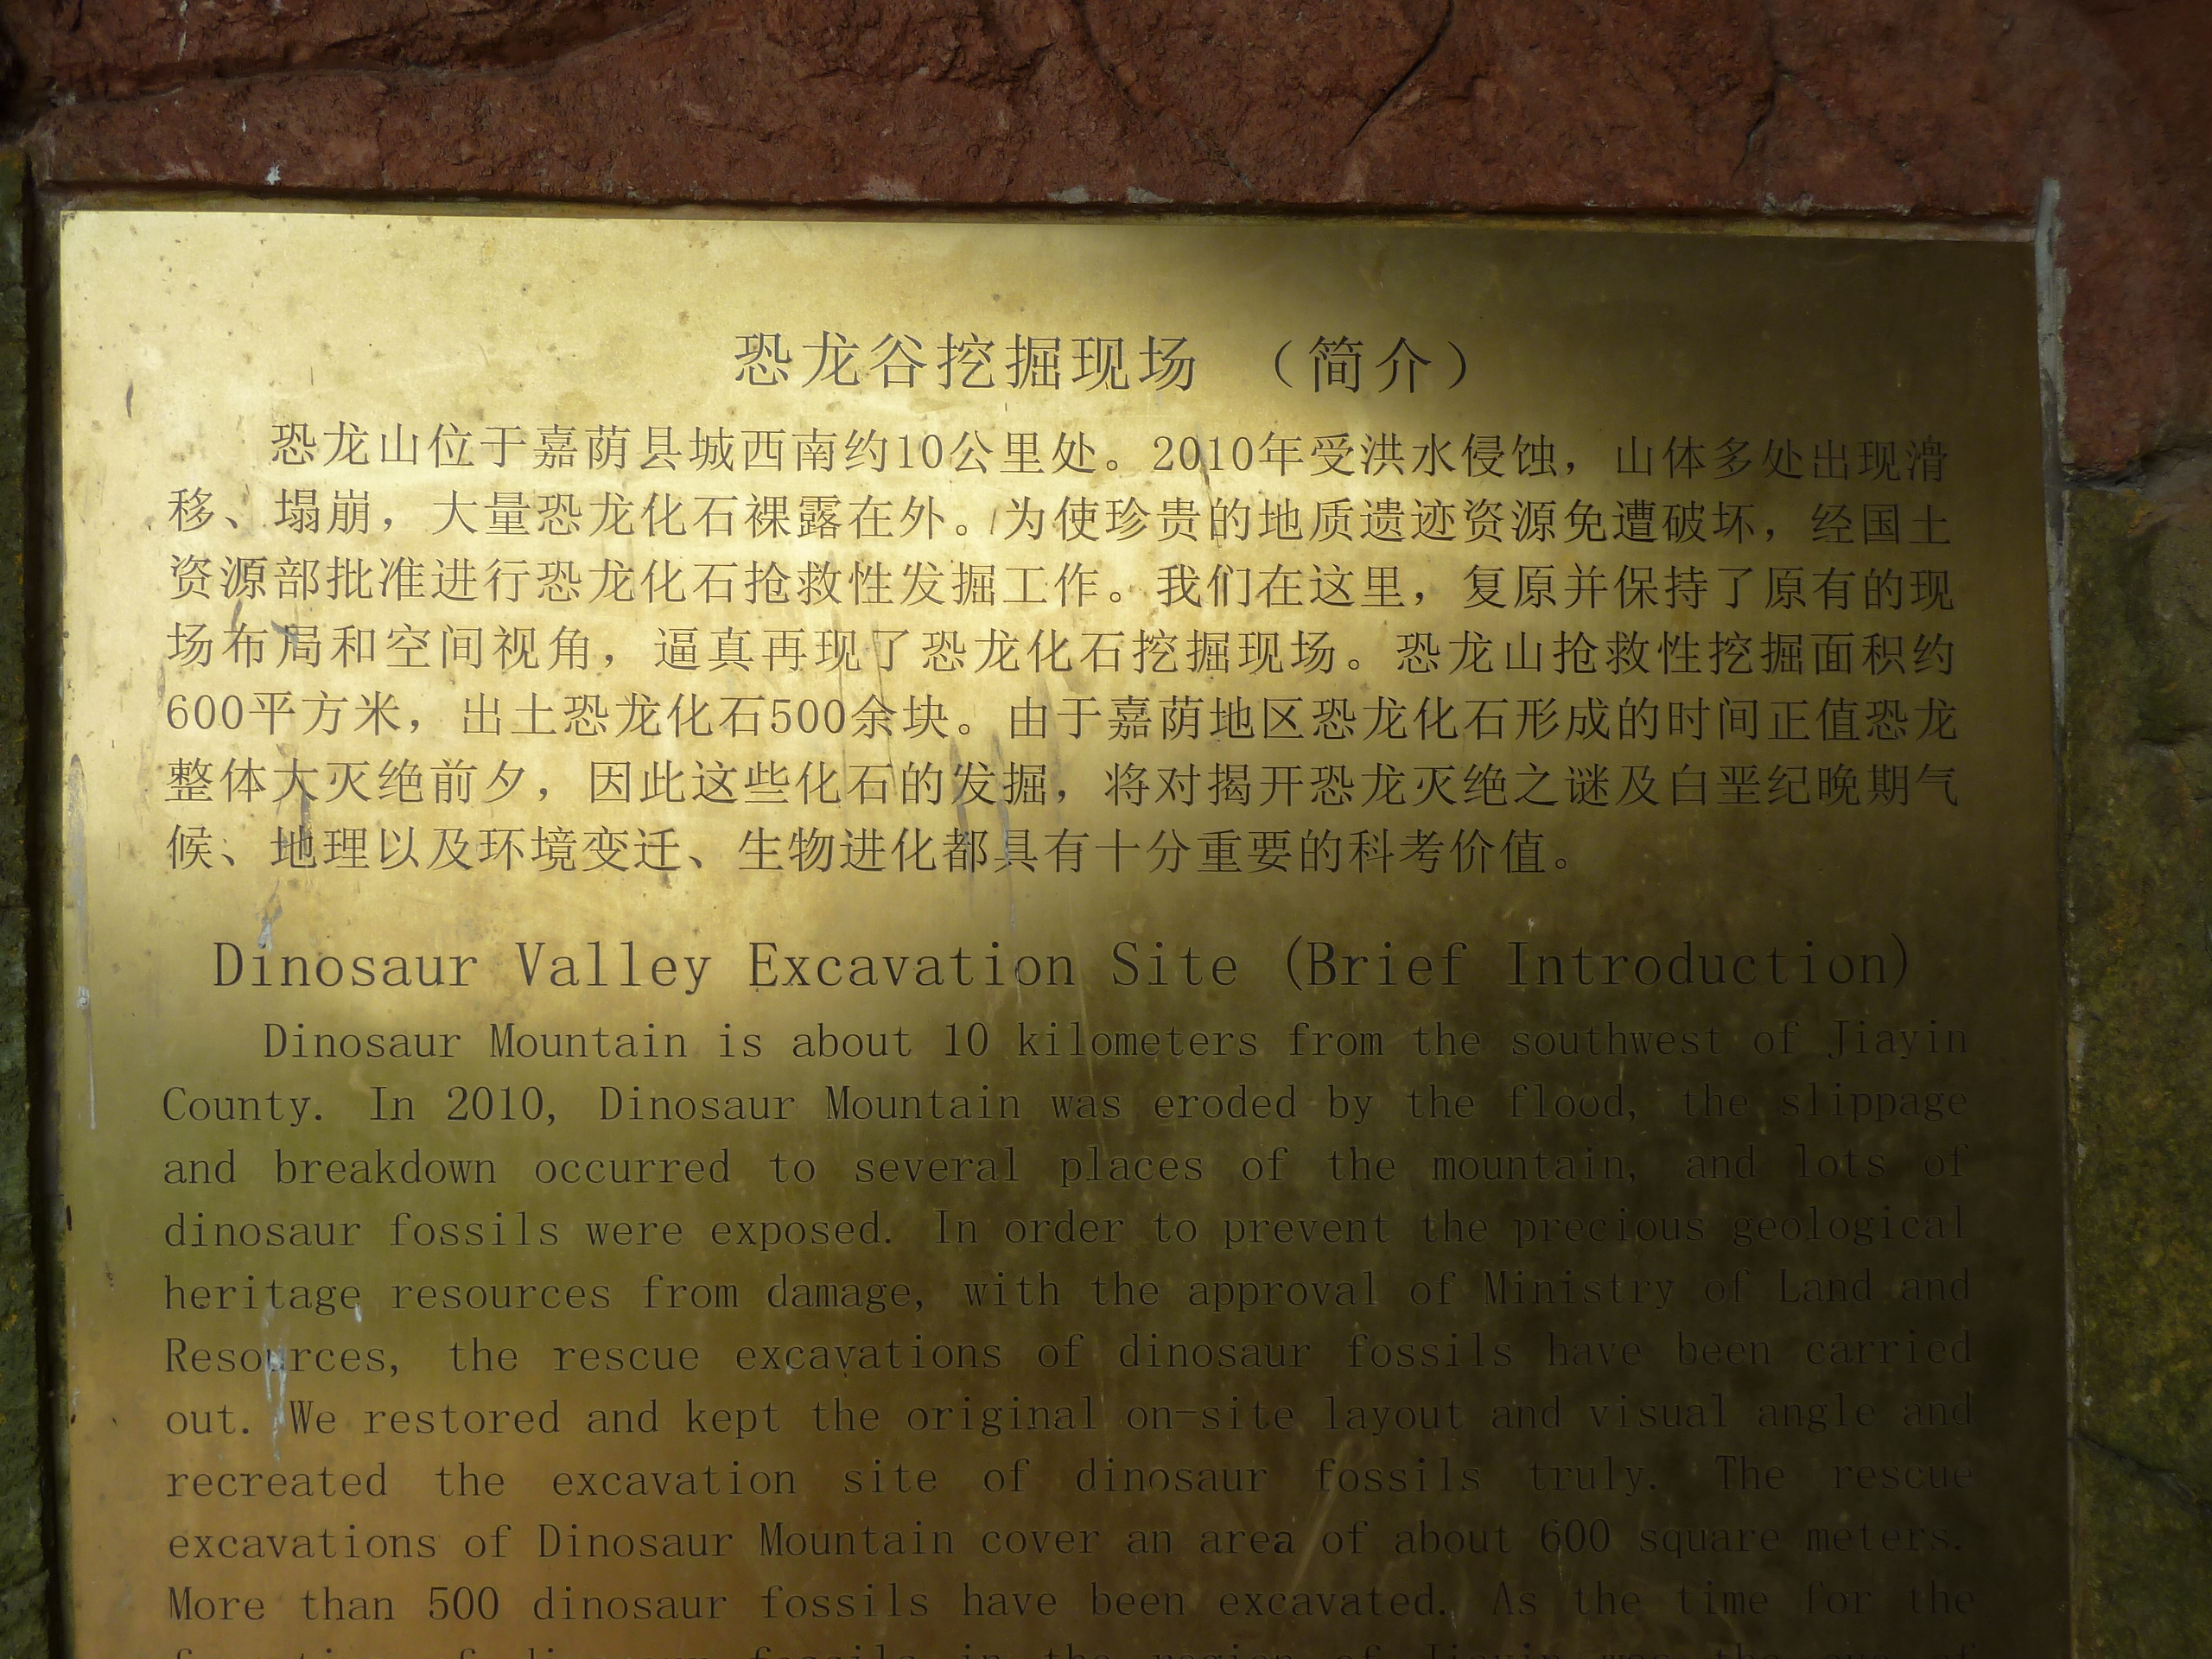 恐龙谷挖掘现场 （简介）
恐龙山位于嘉荫县城西南约10公里处。2010年受洪水侵蚀，山体多处出现滑
移、塌崩，大量恐龙化石裸露在外。为使珍贵的地质遗迹资源免遭破坏，经国土
资源部批准进行恐龙化石抢救性发掘工作。我们在这里，复原并保持了原有的现
场布局和空间视角，逼真再现了恐龙化石挖掘现场。恐龙山抢救性挖掘面积约
600平方米，出土恐龙化石500余块。由于嘉荫地区恐龙化石形成的时间正值恐龙
整体大灭绝前夕，因此这些化石的发掘，将对揭开恐龙灭绝之谜及白垩纪晚期气
候、地理以及环境变迁、生物进化都具有十分重要的科考价值。
Dinosaur Valley Excavation Site (Brief Introduction)
Dinosaur Mountain is about 10 kilometers from the southwest of Jiayin
County. In 2010, Dinosaur Mountain was eroded by the flood, the slippage
and breakdown occurred to several places of the mountain, and lots of
dinosaur fossils were exposed. In order to prevent the precious geological
heritage resources from damage, with the approval of Ministry of Land and
Resources, the rescue excavations of dinosaur fossils have been carried
out. We restored and kept the original on-site layout and visual angle and
recreated the excavation site of dinosaur fossils truly. The rescue
excavations of Dinosaur Mountain cover an area of about 600 square meters.
More than 500 dinosaur fossils have been excavated. As the time for the
fossils in the region of Jiayin was the